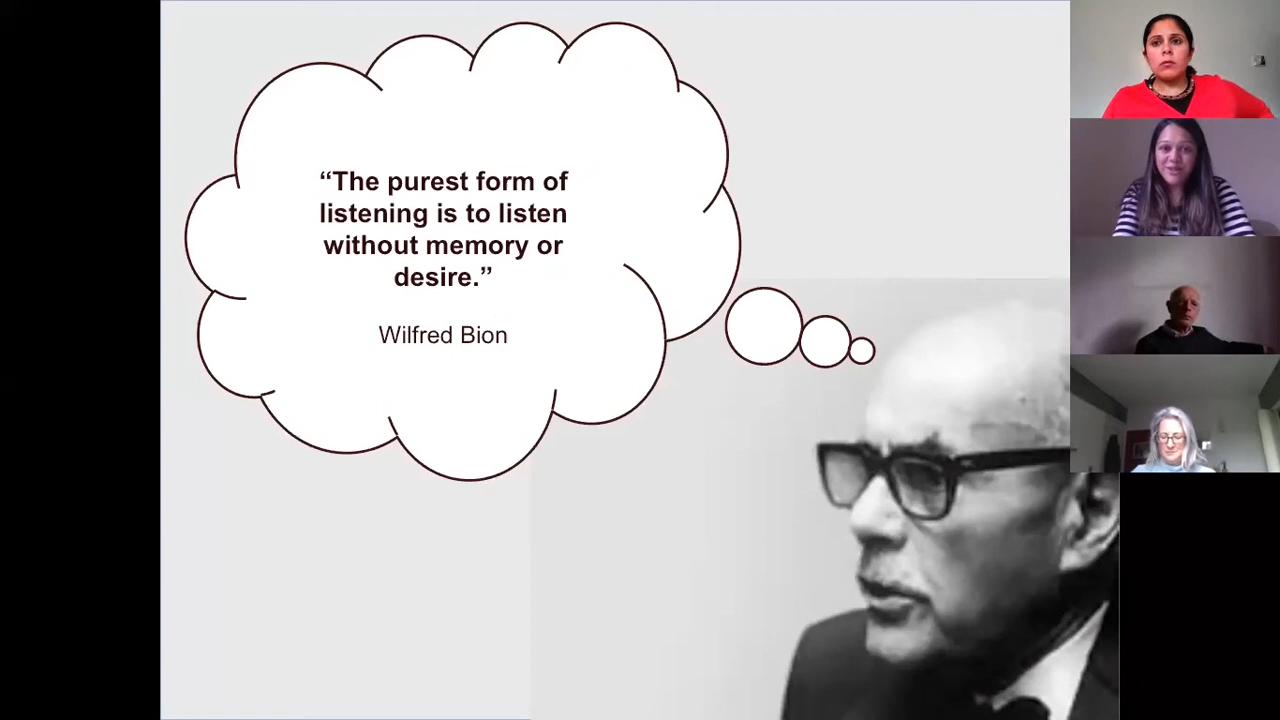 “The purest form of
listening is to listen
without memory or
desire.”
Wilfred Bion